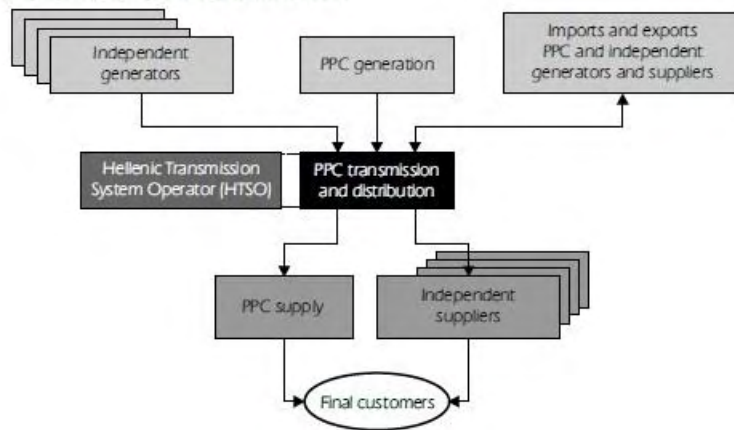 Independent
generators
PPC generation
Imports and exports
PPC and independent
generators and suppliers
Hellenic Transmission
System Operator (HTSO)
PPC transmission
and distribution
PPC supply
Independent
suppliers
Final customers